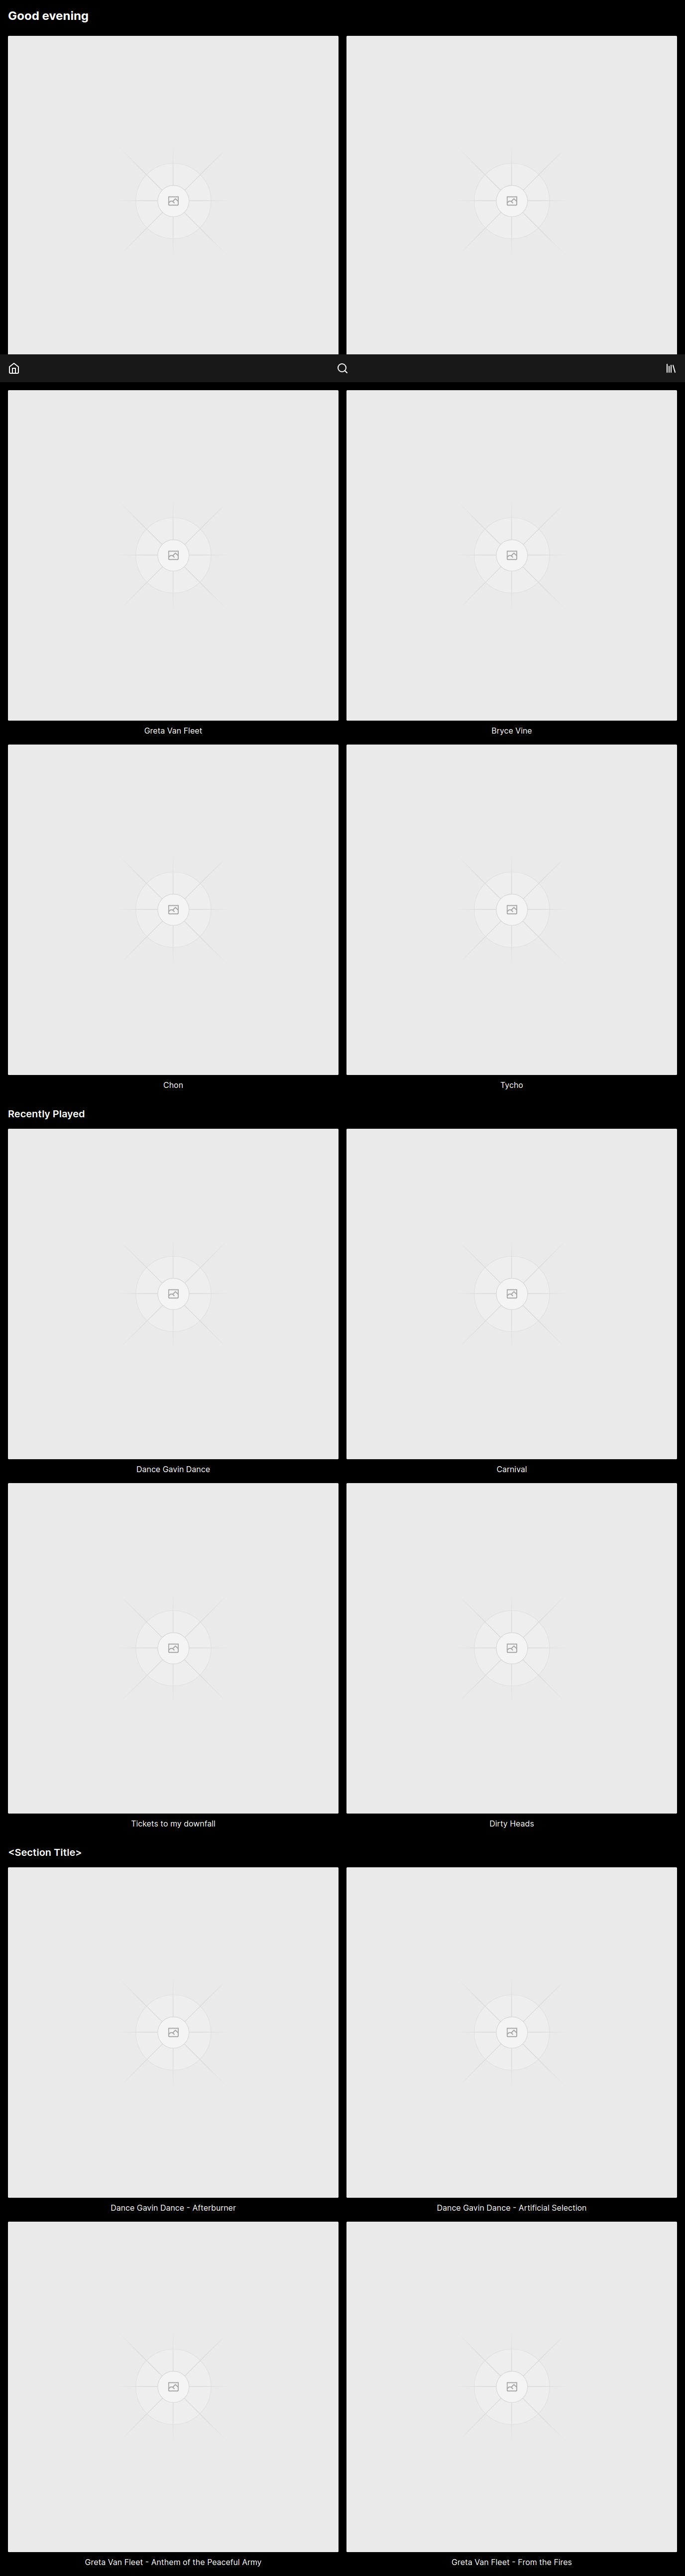 Good evening
Greta Van Fleet
Bryce Vine
Chon
Tycho
Recently Played
Dance Gavin Dance
Carnival
Tickets to my downfall
Dirty Heads
<Section Title>
Dance Gavin Dance - Afterburner
Dance Gavin Dance - Artificial Selection
Greta Van Fleet - Anthem of the Peaceful Army
Greta Van Fleet - From the Fires